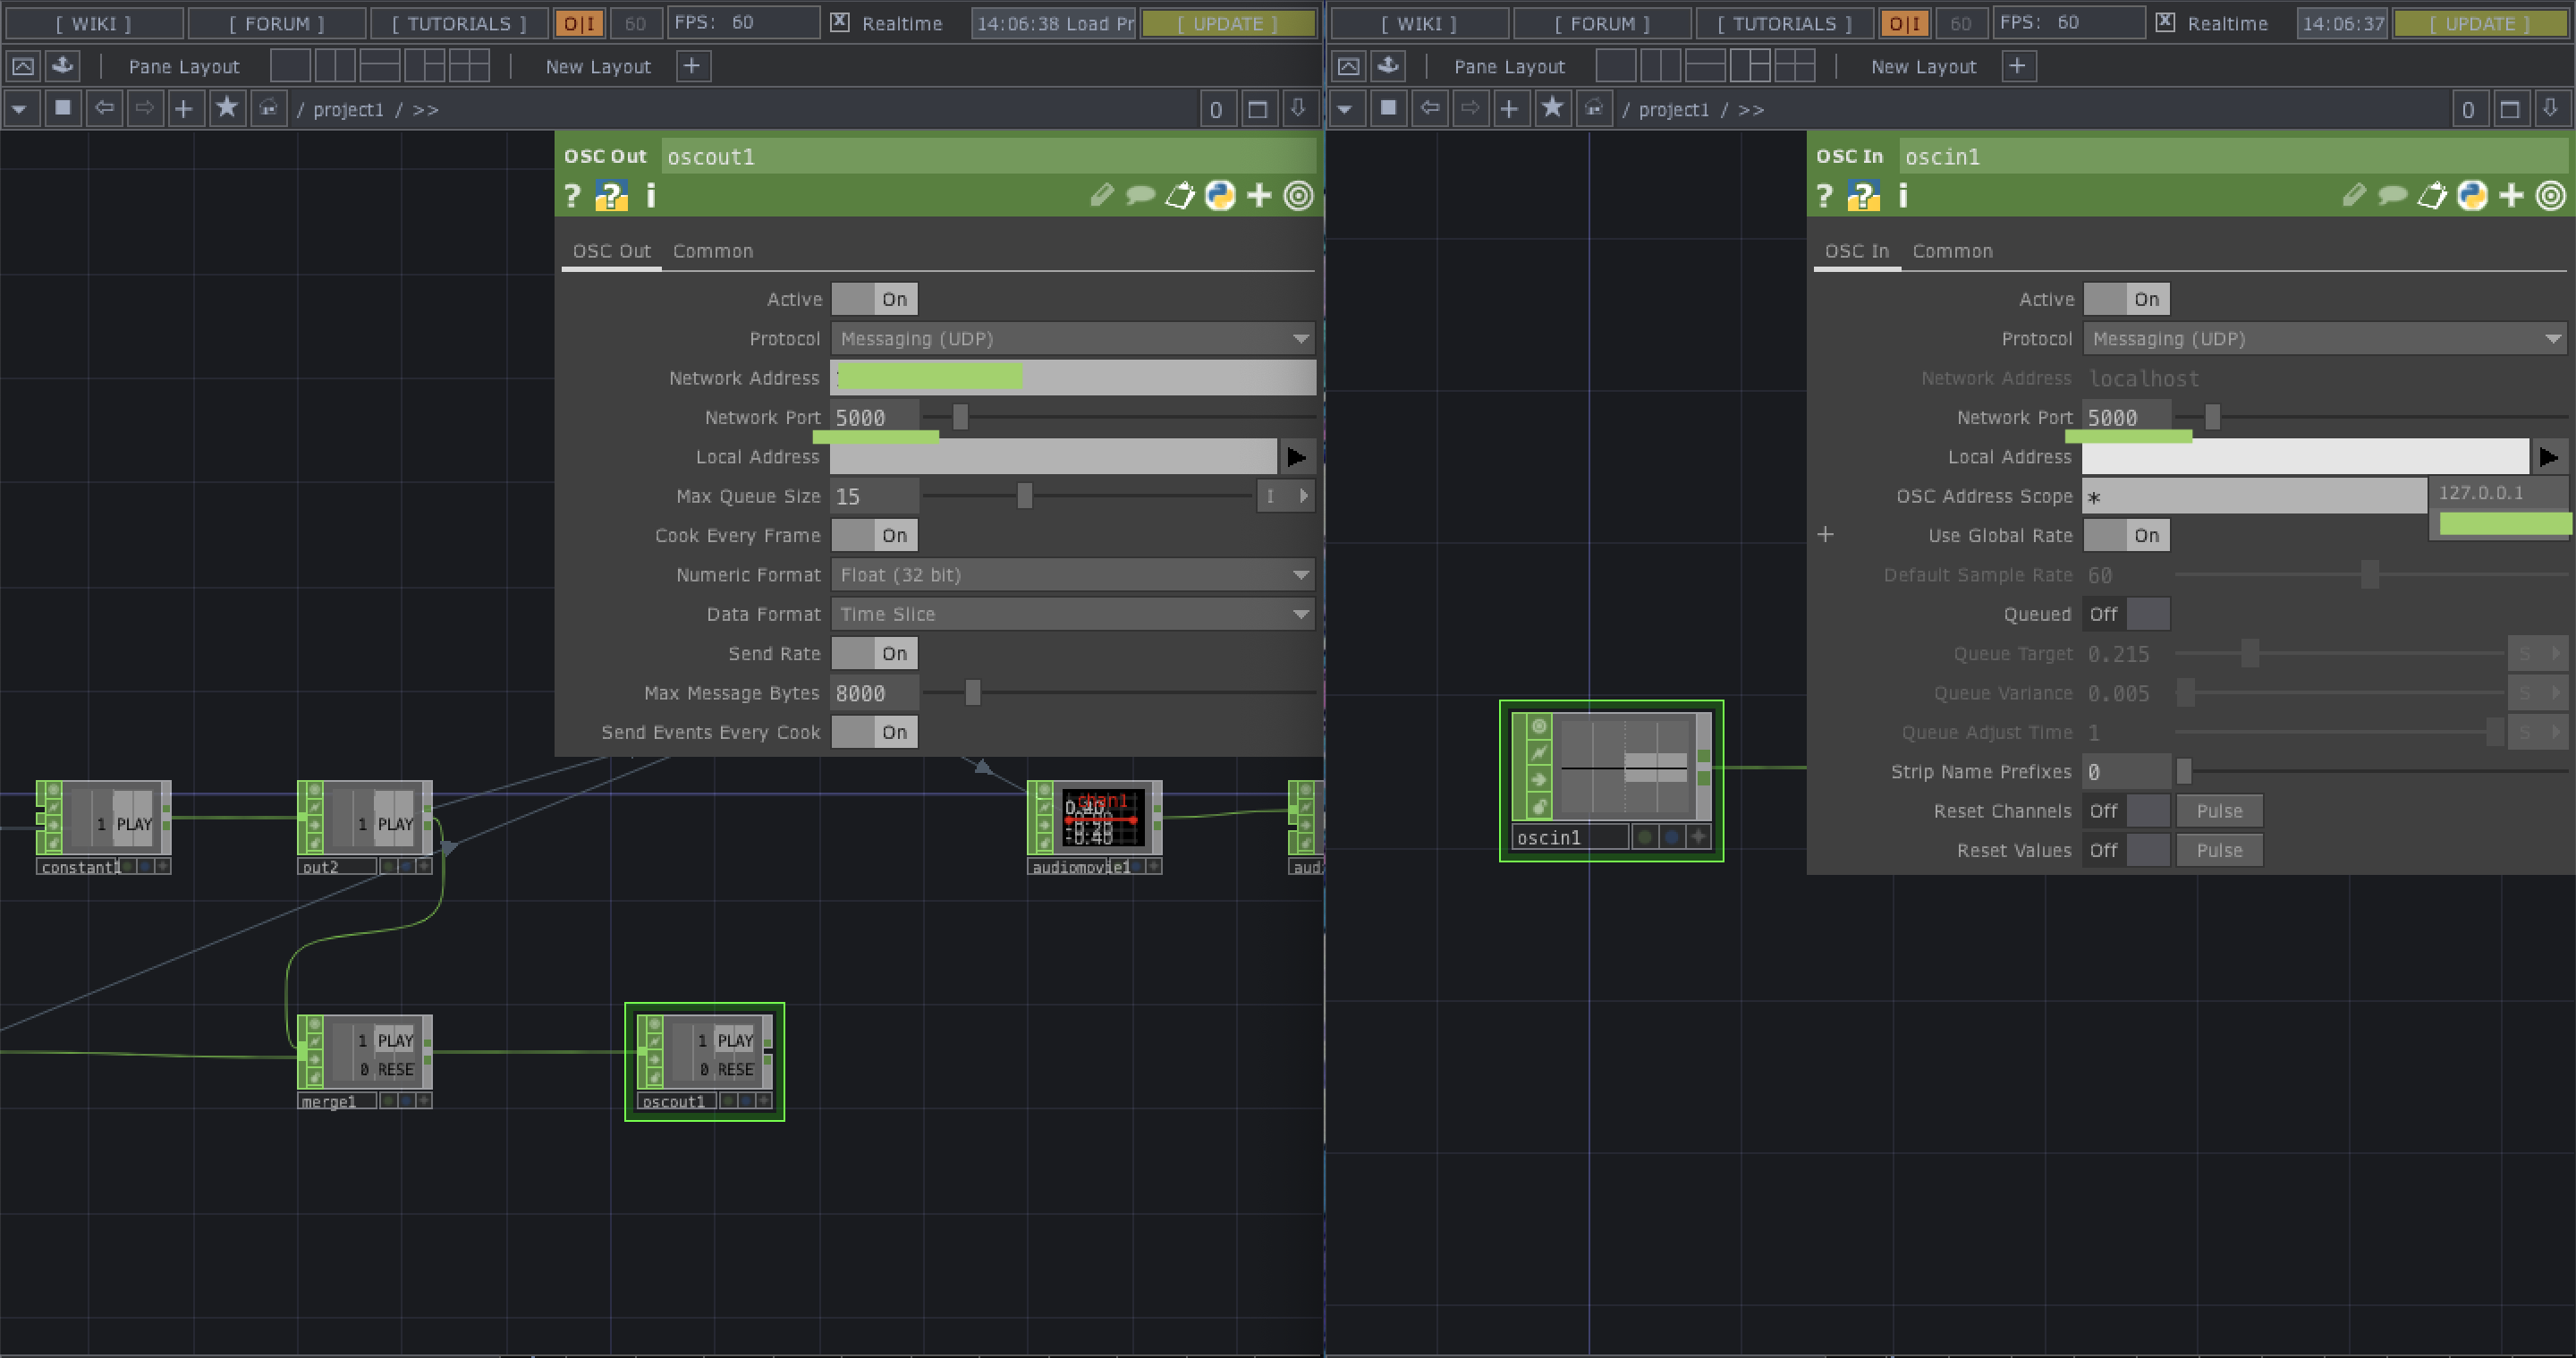 [ WIKI ] [ FORUM ] [ TUTORIALS ] O|I 60 FPS: 60 X Realtime 14:06:38 Load Pr [ UPDATE ]
Pane Layout New Layout +
/ project1 / >> 0
OSC Out oscout1
? ? i
OSC Out Common
Active On
Protocol Messaging (UDP)
Network Address
Network Port 5000
Local Address
Max Queue Size 15 I
Cook Every Frame On
Numeric Format Float (32 bit)
Data Format Time Slice
Send Rate On
Max Message Bytes 8000
Send Events Every Cook On
1 PLAY
constant1
1 PLAY
out2
chan1
0.40
-0.40
audiomovie1
aud
1 PLAY
0 RESE
merge1
1 PLAY
0 RESE
oscout1
[ WIKI ] [ FORUM ] [ TUTORIALS ] O|I 60 FPS: 60 X Realtime 14:06:37 [ UPDATE ]
Pane Layout New Layout +
/ project1 / >> 0
OSC In oscin1
? ? i
OSC In Common
Active On
Protocol Messaging (UDP)
Network Address localhost
Network Port 5000
Local Address
OSC Address Scope *
127.0.0.1
+ Use Global Rate On
Default Sample Rate 60
Queued Off
Queue Target 0.215 S
Queue Variance 0.005 S
Queue Adjust Time 1 S
Strip Name Prefixes 0
Reset Channels Off Pulse
Reset Values Off Pulse
oscin1